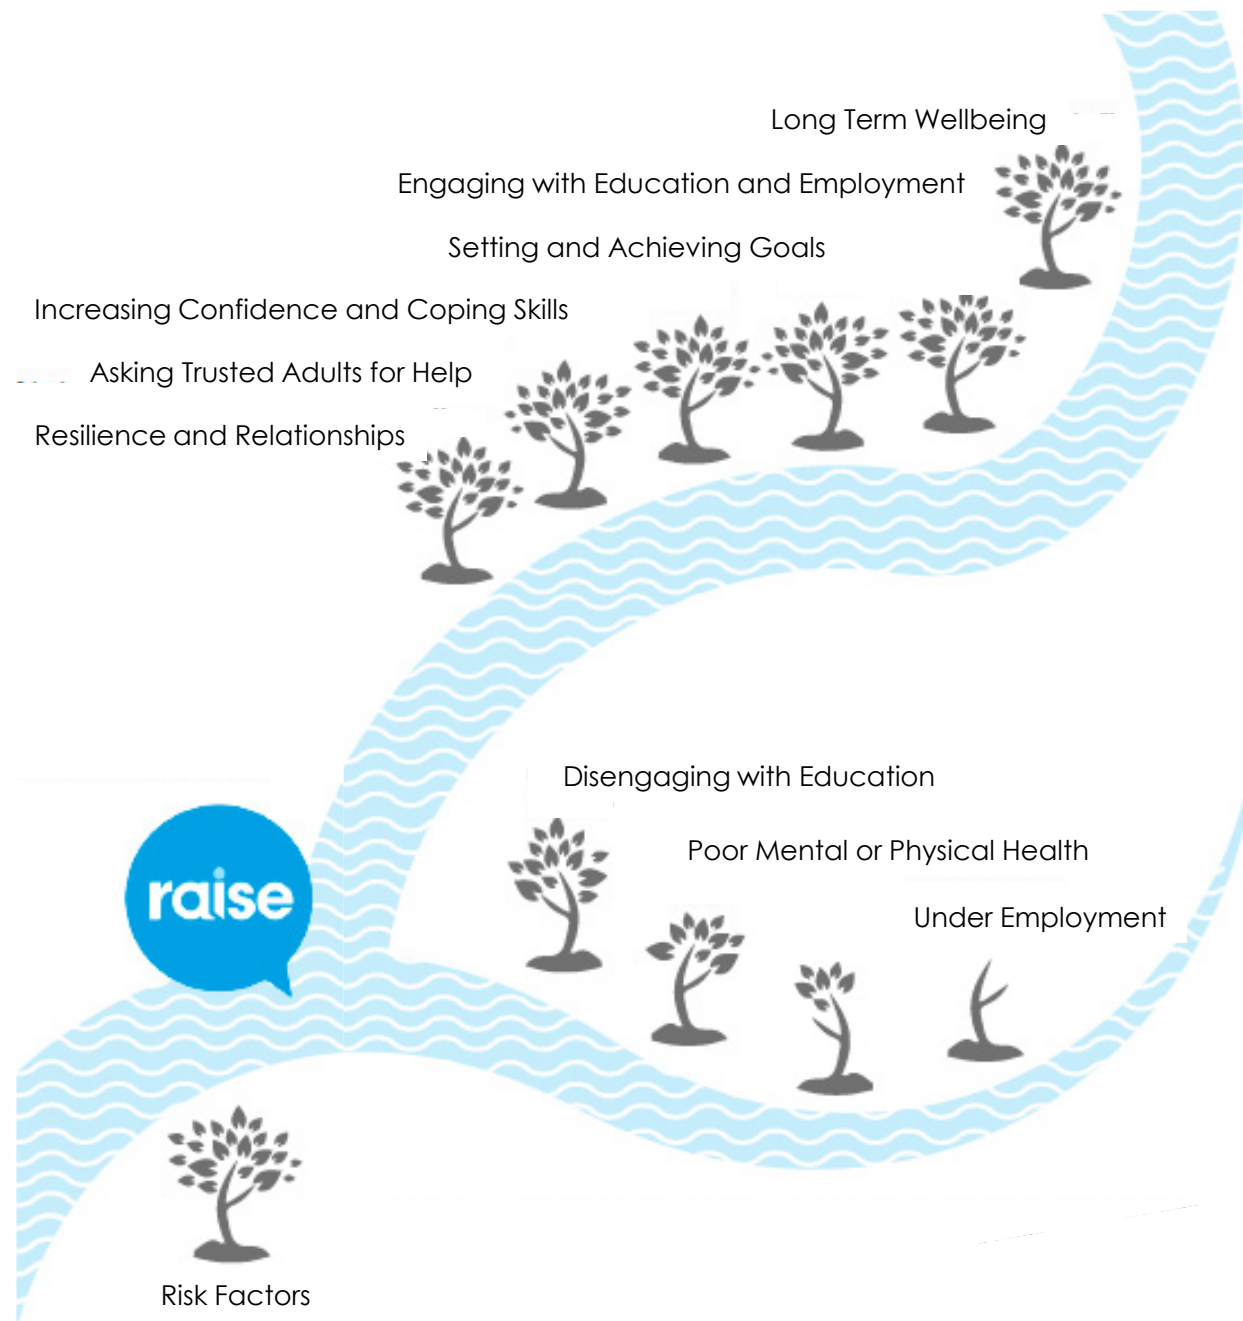 Long Term Wellbeing
Engaging with Education and Employment
Setting and Achieving Goals
Increasing Confidence and Coping Skills
Asking Trusted Adults for Help
Resilience and Relationships
Disengaging with Education
Poor Mental or Physical Health
raise
Under Employment
Risk Factors